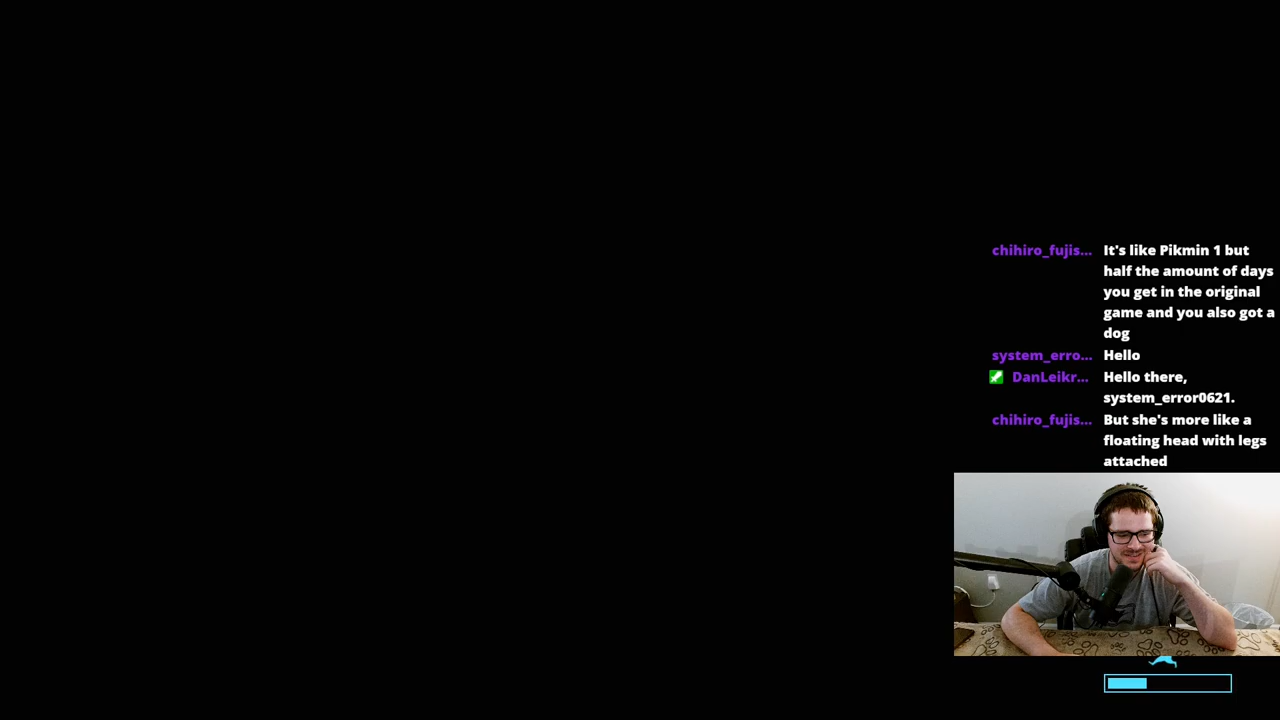 chihiro_fujis... It's like Pikmin 1 but
half the amount of days
you get in the original
game and you also got a
dog
system_erro... Hello
DanLeikr... Hello there,
system_error0621.
chihiro_fujis... But she's more like a
floating head with legs
attached